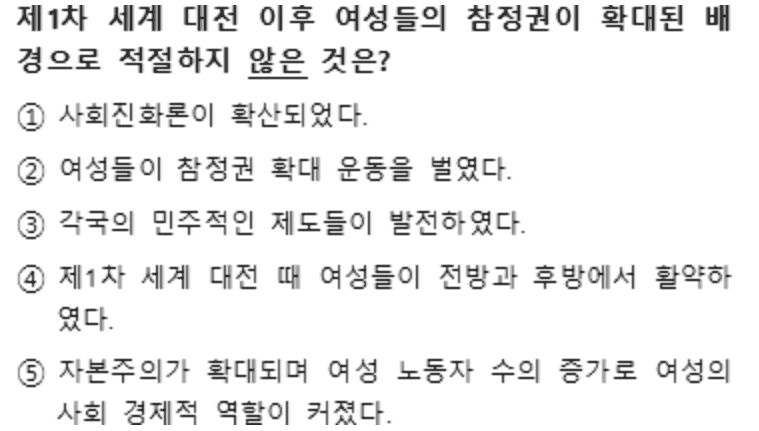 제1차 세계 대전 이후 여성들의 참정권이 확대된 배
경으로 적절하지 않은 것은?
① 사회진화론이 확산되었다.
② 여성들이 참정권 확대 운동을 벌였다.
③ 각국의 민주적인 제도들이 발전하였다.
④ 제1차 세계 대전 때 여성들이 전방과 후방에서 활약하
였다.
⑤ 자본주의가 확대되며 여성 노동자 수의 증가로 여성의
사회 경제적 역할이 커졌다.